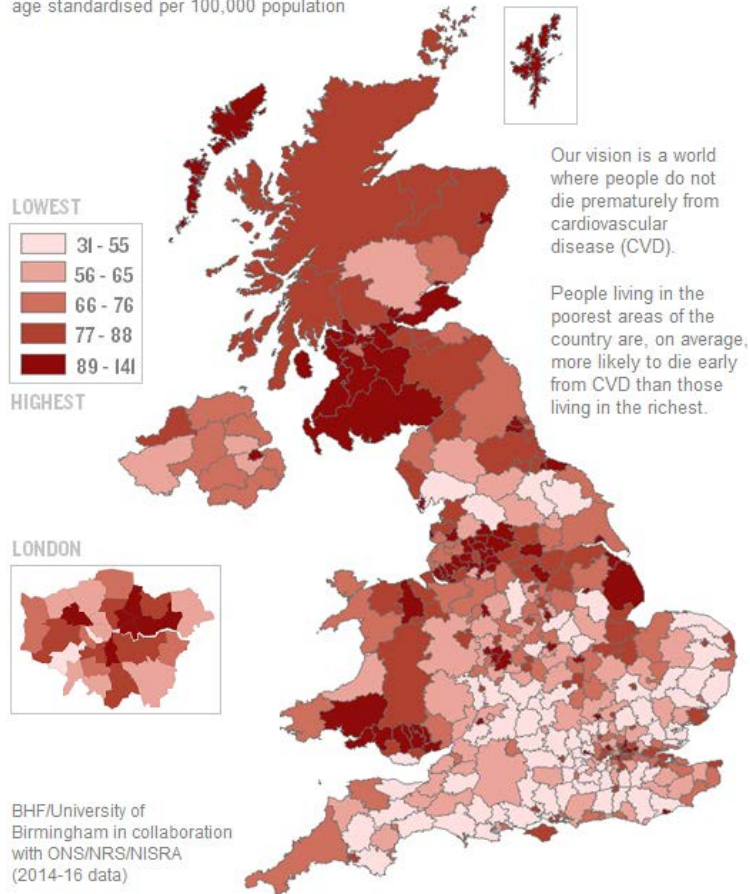 age standardised per 100,000 population
Our vision is a world
where people do not
die prematurely from
cardiovascular
disease (CVD).
People living in the
poorest areas of the
country are, on average,
more likely to die early
from CVD than those
living in the richest.
LOWEST
31 - 55
56 - 65
66 - 76
77 - 88
89 - 141
HIGHEST
LONDON
BHF/University of
Birmingham in collaboration
with ONS/NRS/NISRA
(2014-16 data)